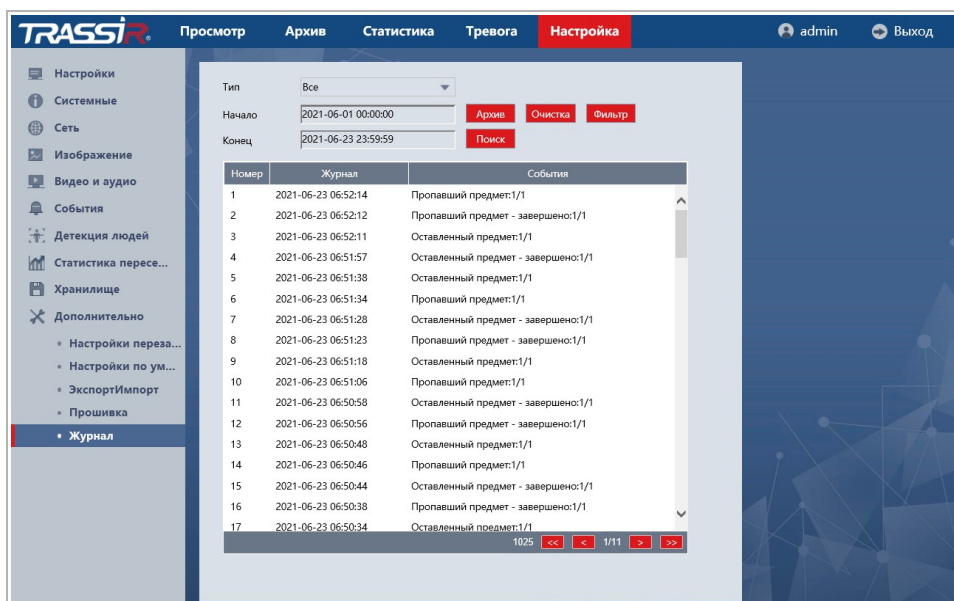 TRASSIR
Просмотр Архив Статистика Тревога Настройка admin Выход
Настройки
Системные
Сеть
Изображение
Видео и аудио
События
Детекция людей
Статистика пересе...
Хранилище
Дополнительно
Настройки переза...
Настройки по ум...
ЭкспортИмпорт
Прошивка
Журнал
Тип Все
Начало 2021-06-01 00:00:00 Архив Очистка Фильтр
Конец 2021-06-23 23:59:59 Поиск
Номер Журнал События
1 2021-06-23 06:52:14 Пропавший предмет:1/1
2 2021-06-23 06:52:12 Пропавший предмет - завершено:1/1
3 2021-06-23 06:52:11 Оставленный предмет:1/1
4 2021-06-23 06:51:57 Оставленный предмет - завершено:1/1
5 2021-06-23 06:51:38 Оставленный предмет:1/1
6 2021-06-23 06:51:34 Пропавший предмет:1/1
7 2021-06-23 06:51:28 Оставленный предмет - завершено:1/1
8 2021-06-23 06:51:23 Пропавший предмет - завершено:1/1
9 2021-06-23 06:51:18 Оставленный предмет:1/1
10 2021-06-23 06:51:06 Пропавший предмет:1/1
11 2021-06-23 06:50:58 Оставленный предмет - завершено:1/1
12 2021-06-23 06:50:56 Пропавший предмет - завершено:1/1
13 2021-06-23 06:50:48 Оставленный предмет:1/1
14 2021-06-23 06:50:46 Пропавший предмет:1/1
15 2021-06-23 06:50:44 Оставленный предмет - завершено:1/1
16 2021-06-23 06:50:38 Пропавший предмет - завершено:1/1
17 2021-06-23 06:50:34 Оставленный предмет:1/1
1025 << < 1/11 > >>